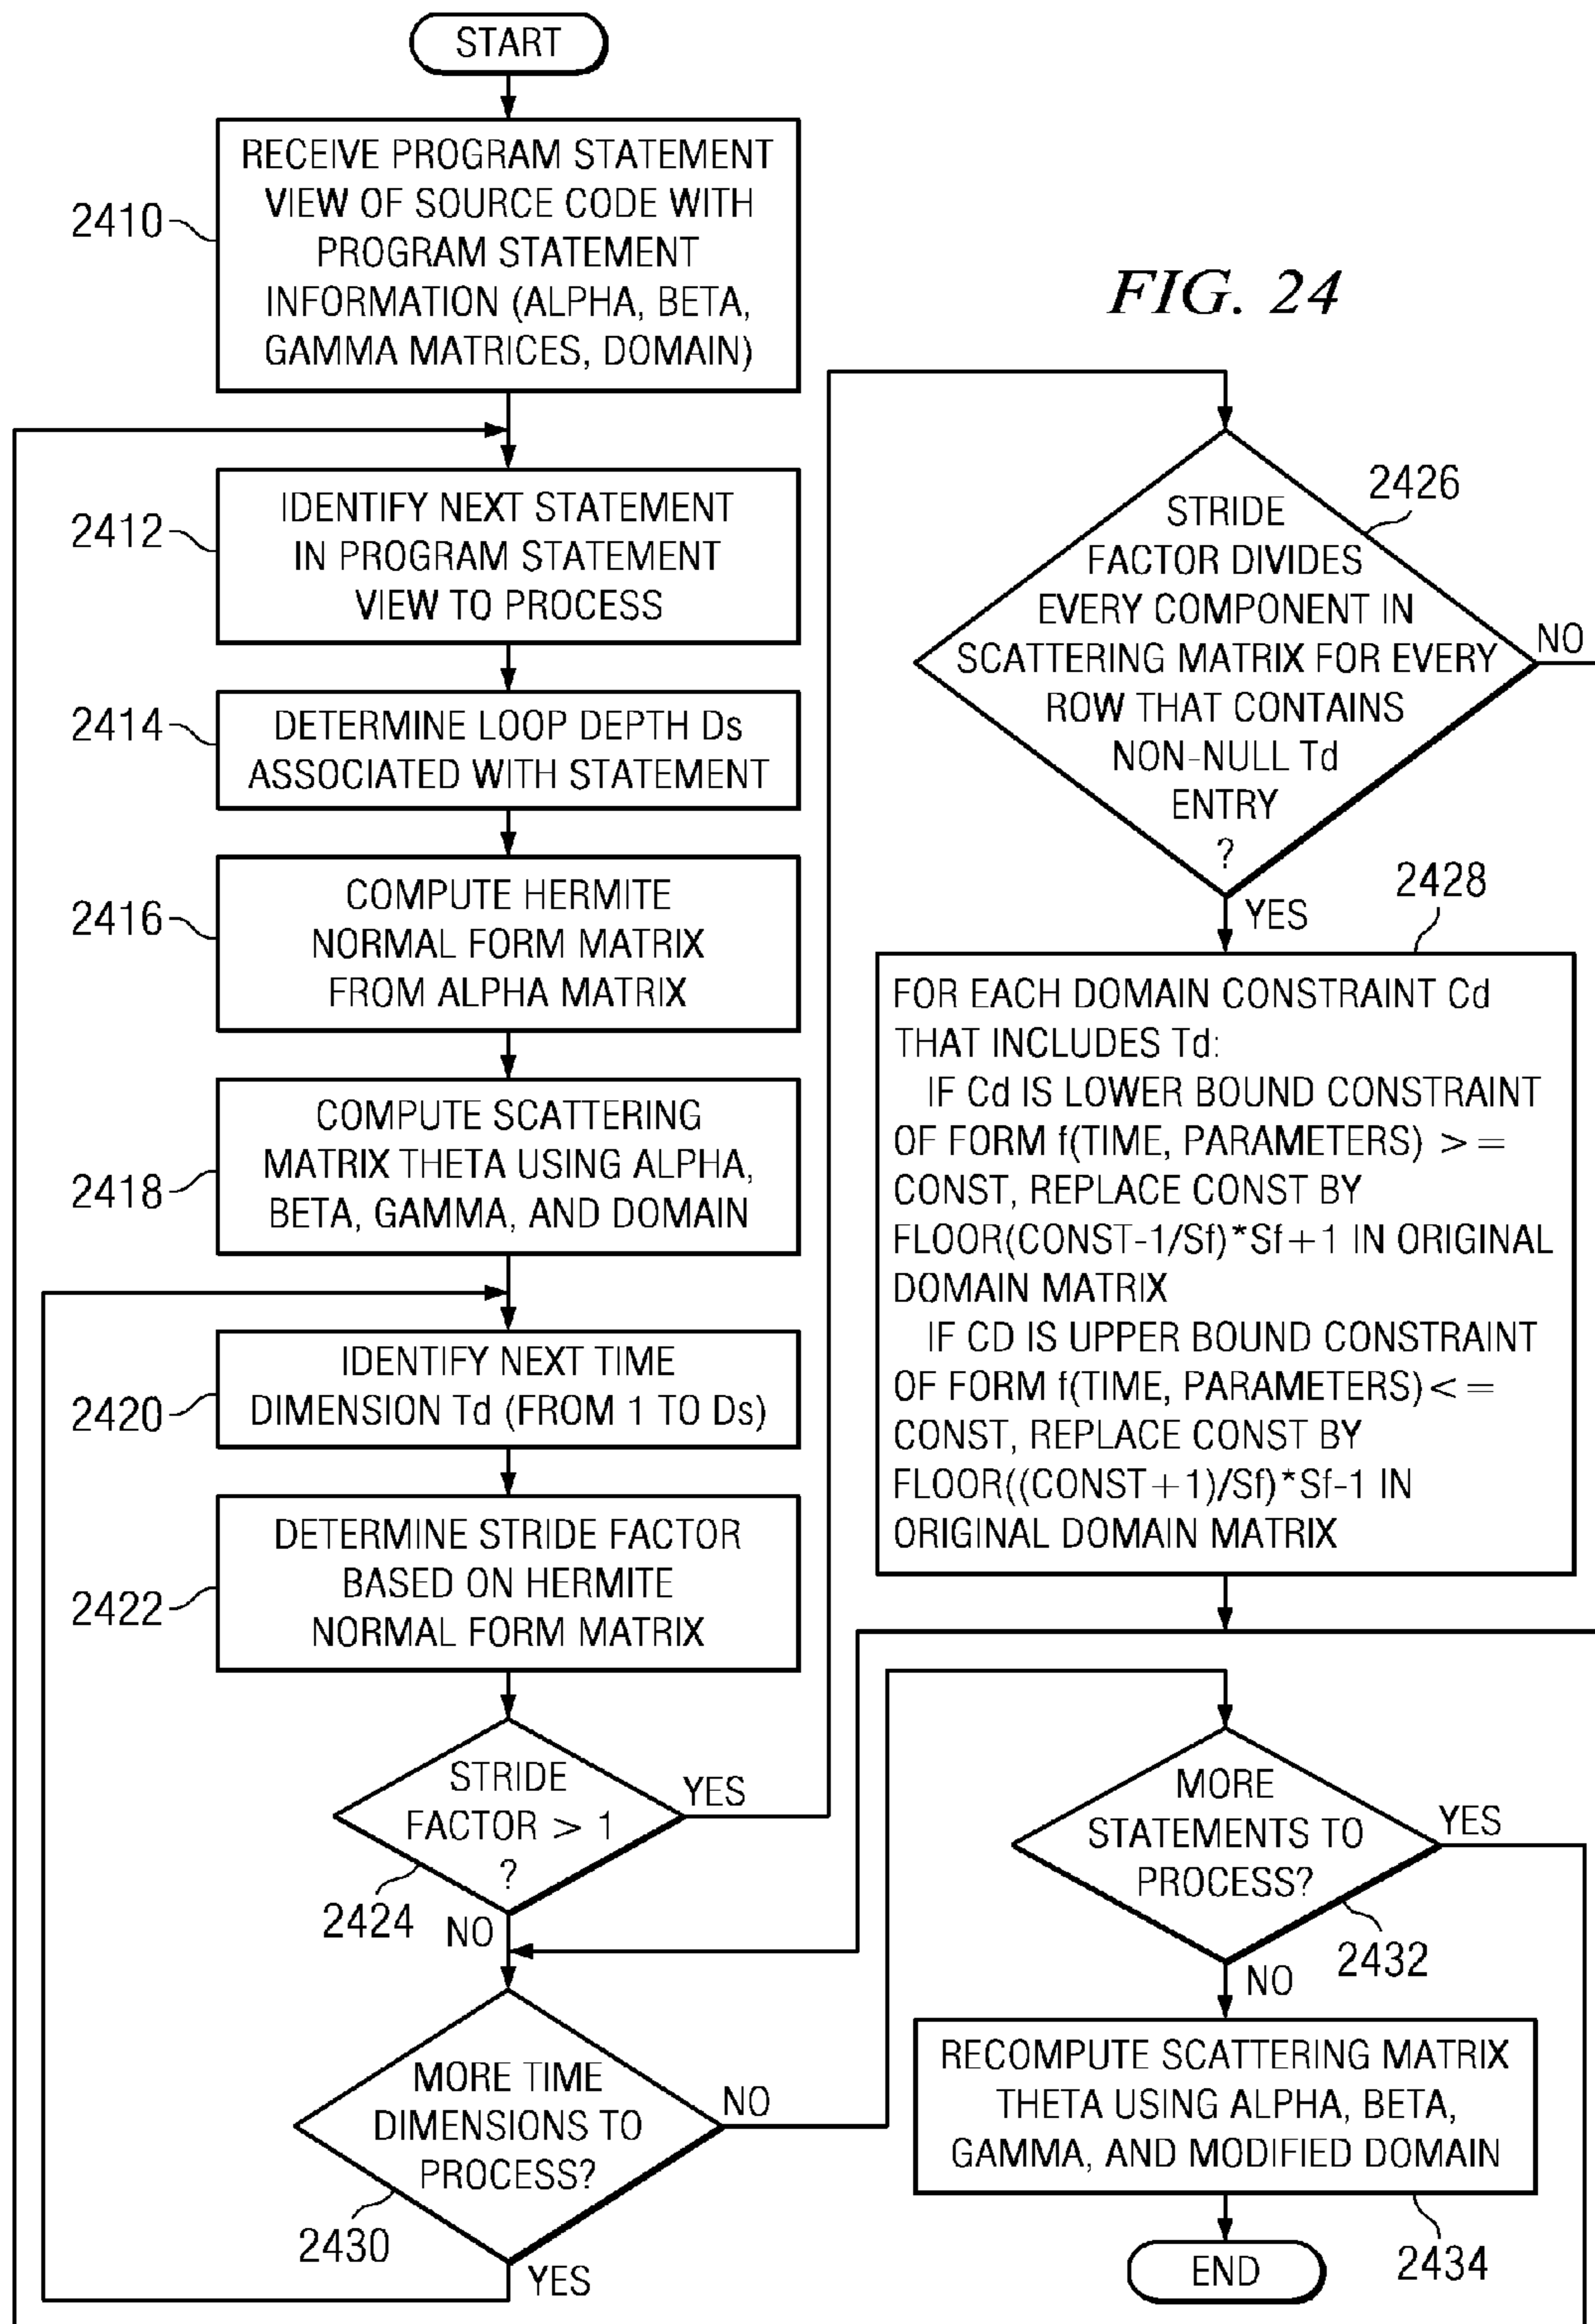 START
RECEIVE PROGRAM STATEMENT
VIEW OF SOURCE CODE WITH
PROGRAM STATEMENT
INFORMATION (ALPHA, BETA,
GAMMA MATRICES, DOMAIN)
2410
FIG. 24
IDENTIFY NEXT STATEMENT
IN PROGRAM STATEMENT
VIEW TO PROCESS
2412
DETERMINE LOOP DEPTH Ds
ASSOCIATED WITH STATEMENT
2414
COMPUTE HERMITE
NORMAL FORM MATRIX
FROM ALPHA MATRIX
2416
COMPUTE SCATTERING
MATRIX THETA USING ALPHA,
BETA, GAMMA, AND DOMAIN
2418
IDENTIFY NEXT TIME
DIMENSION Td (FROM 1 TO Ds)
2420
DETERMINE STRIDE FACTOR
BASED ON HERMITE
NORMAL FORM MATRIX
2422
STRIDE
FACTOR > 1
?
YES
2424
NO
MORE TIME
DIMENSIONS TO
PROCESS?
NO
2430
YES
2426
STRIDE
FACTOR DIVIDES
EVERY COMPONENT IN
SCATTERING MATRIX FOR EVERY
ROW THAT CONTAINS
NON-NULL Td
ENTRY
?
NO
YES
2428
FOR EACH DOMAIN CONSTRAINT Cd
THAT INCLUDES Td:
IF Cd IS LOWER BOUND CONSTRAINT
OF FORM f(TIME, PARAMETERS) >=
CONST, REPLACE CONST BY
FLOOR(CONST-1/Sf)*Sf+1 IN ORIGINAL
DOMAIN MATRIX
IF CD IS UPPER BOUND CONSTRAINT
OF FORM f(TIME, PARAMETERS)<=
CONST, REPLACE CONST BY
FLOOR((CONST+1)/Sf)*Sf-1 IN
ORIGINAL DOMAIN MATRIX
MORE
STATEMENTS TO
PROCESS?
YES
2432
NO
RECOMPUTE SCATTERING MATRIX
THETA USING ALPHA, BETA,
GAMMA, AND MODIFIED DOMAIN
2434
END